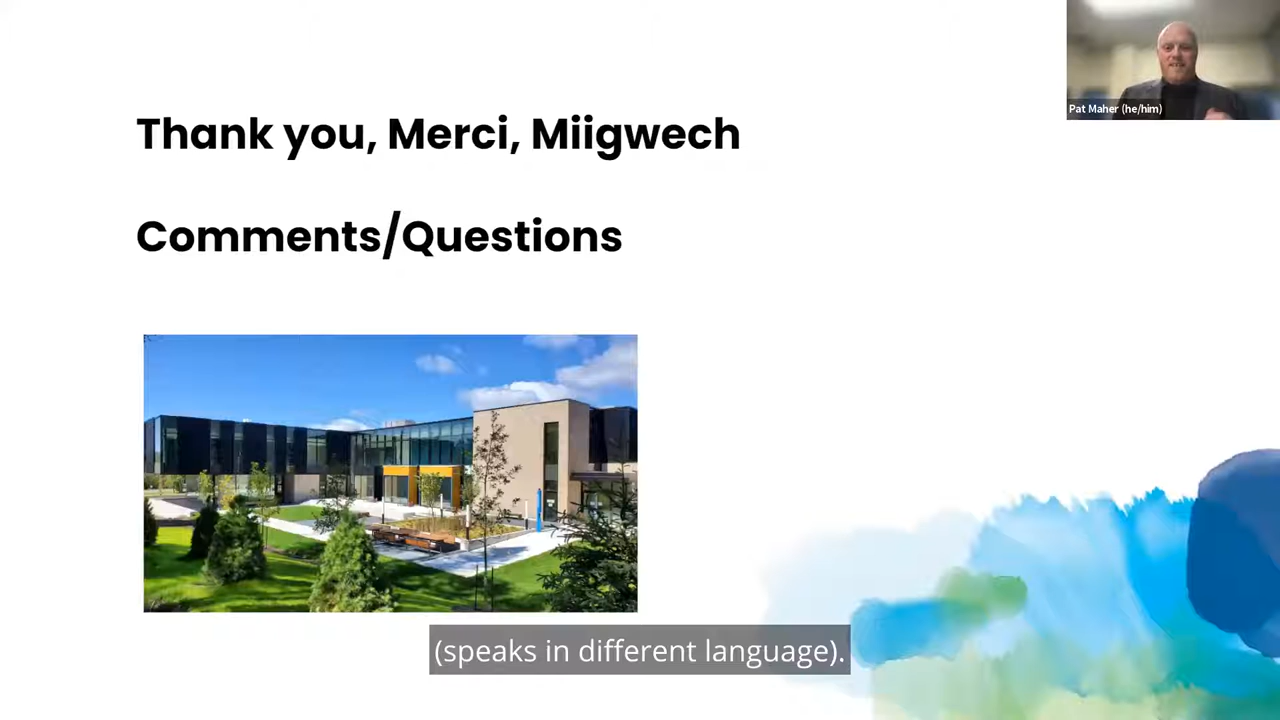 Pat Maher (he/him)
Thank you, Merci, Miigwech
Comments/Questions
(speaks in different language).